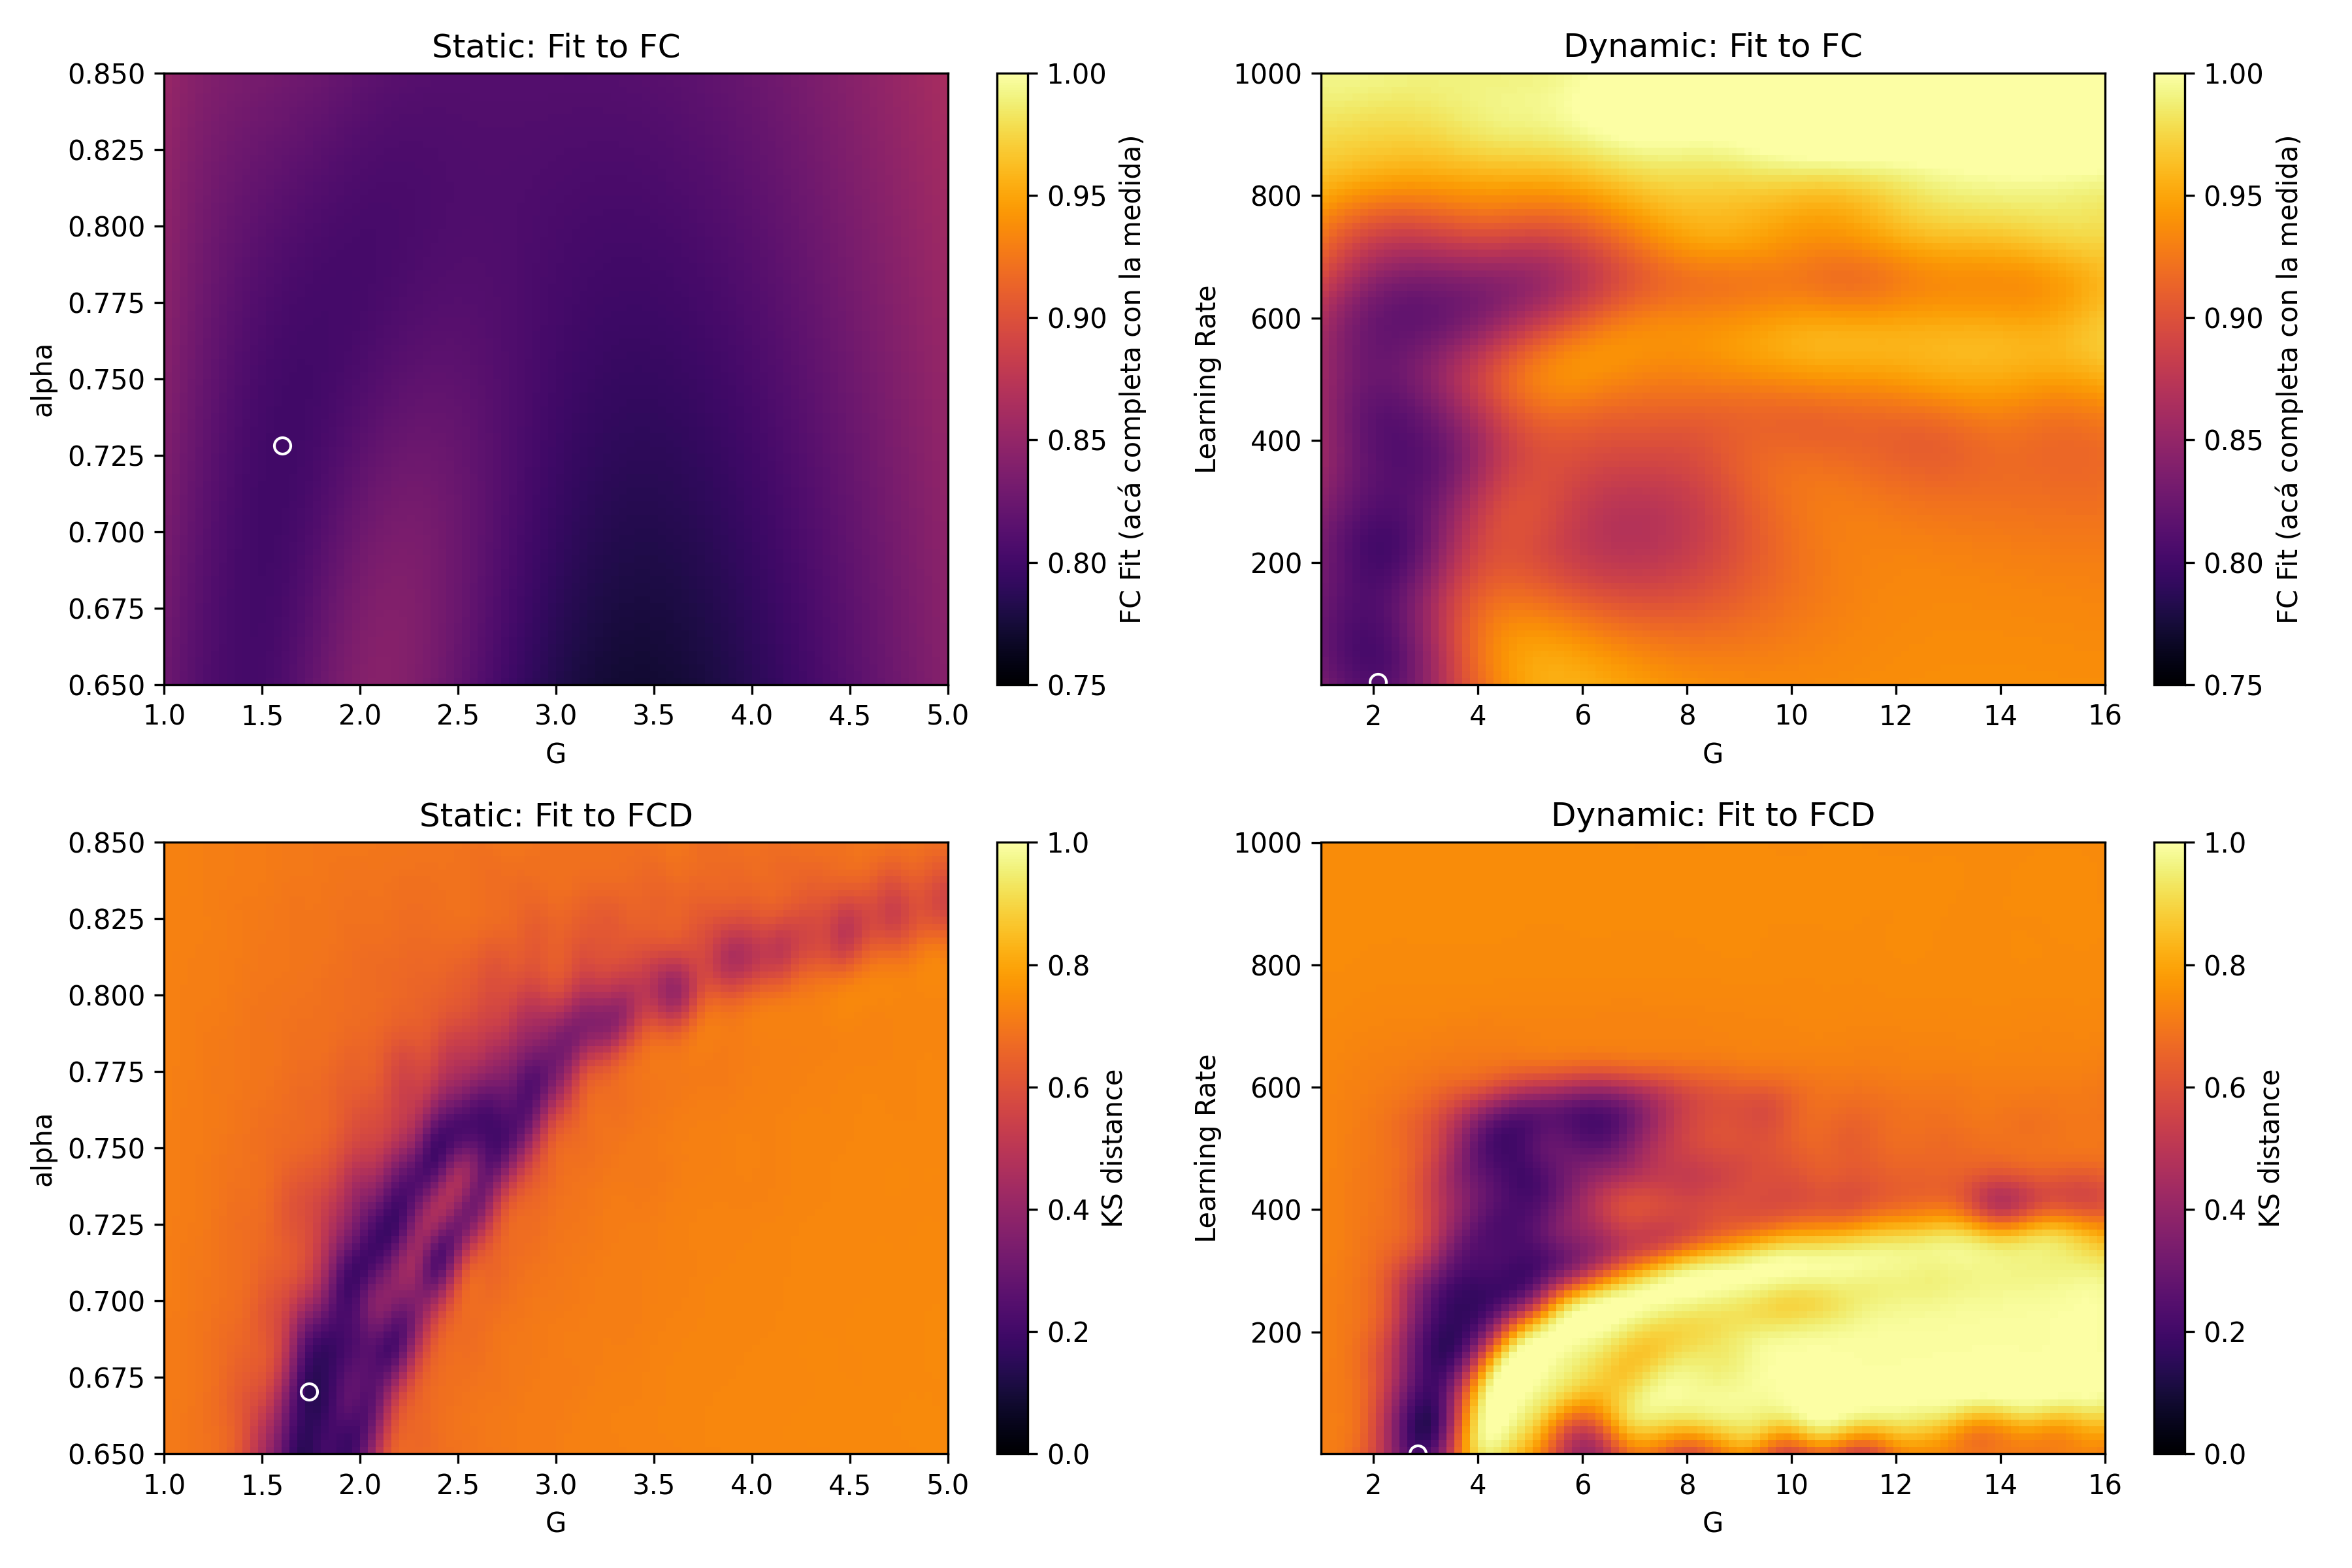 Static: Fit to FC
0.850
0.825
0.800
0.775
0.750
0.725
0.700
0.675
0.650
alpha
1.0 1.5 2.0 2.5 3.0 3.5 4.0 4.5 5.0
G
1.00
0.95
0.90
0.85
0.80
0.75
FC Fit (acá completa con la medida)
Dynamic: Fit to FC
1000
800
600
400
200
Learning Rate
2 4 6 8 10 12 14 16
G
1.00
0.95
0.90
0.85
0.80
0.75
FC Fit (acá completa con la medida)
Static: Fit to FCD
0.850
0.825
0.800
0.775
0.750
0.725
0.700
0.675
0.650
alpha
1.0 1.5 2.0 2.5 3.0 3.5 4.0 4.5 5.0
G
1.0
0.8
0.6
0.4
0.2
0.0
KS distance
Dynamic: Fit to FCD
1000
800
600
400
200
Learning Rate
2 4 6 8 10 12 14 16
G
1.0
0.8
0.6
0.4
0.2
0.0
KS distance